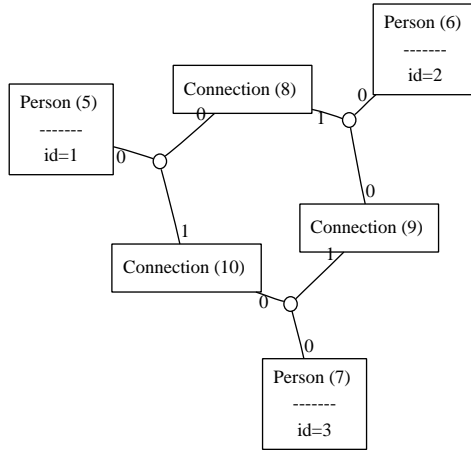 Person (6)
-------
id=2
Connection (8)
Person (5)
-------
id=1
0
0
1
0
0
1
Connection (9)
0
Connection (10)
1
0
0
Person (7)
-------
id=3